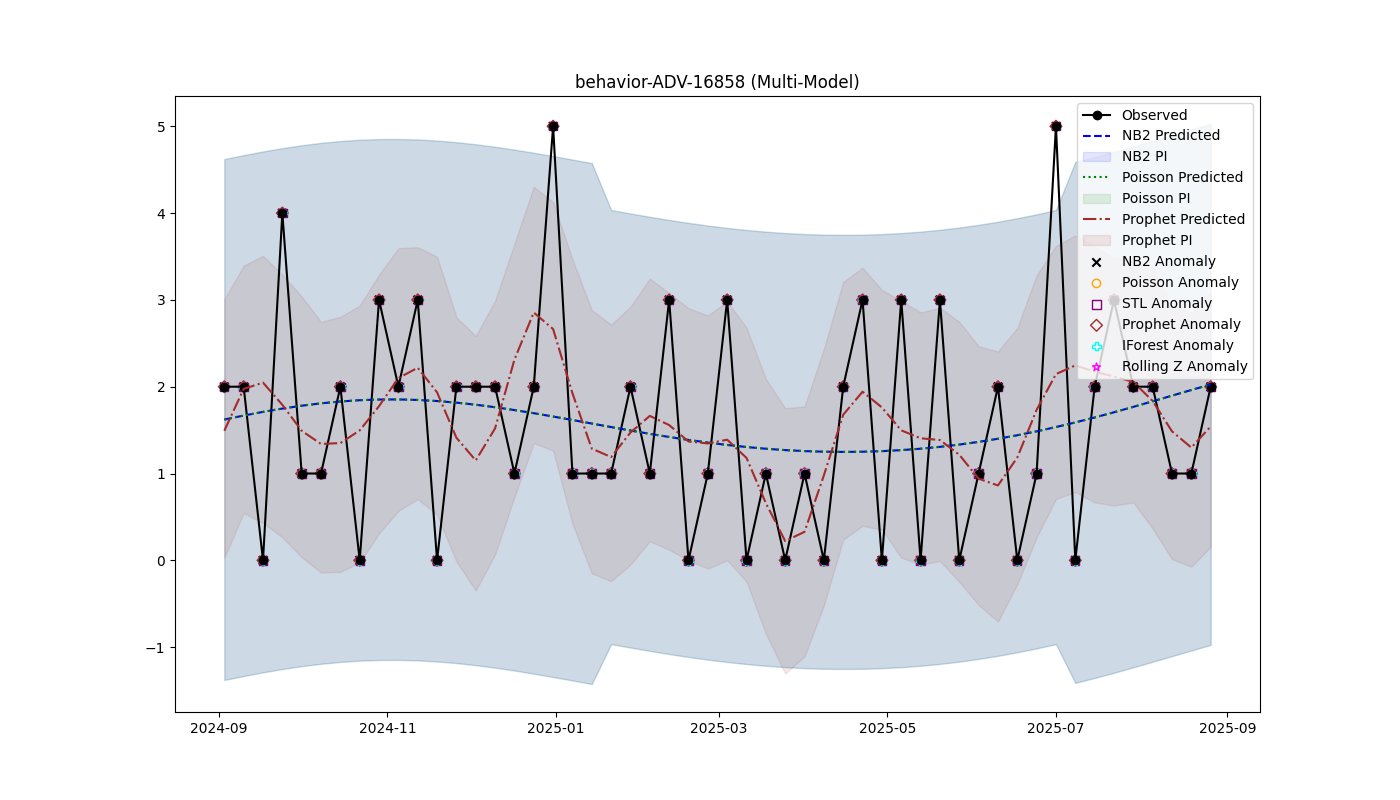 behavior-ADV-16858 (Multi-Model)
5
4
3
2
1
0
−1
2024-09
2024-11
2025-01
2025-03
2025-05
2025-07
2025-09
Observed
NB2 Predicted
NB2 PI
Poisson Predicted
Poisson PI
Prophet Predicted
Prophet PI
NB2 Anomaly
Poisson Anomaly
STL Anomaly
Prophet Anomaly
IForest Anomaly
Rolling Z Anomaly